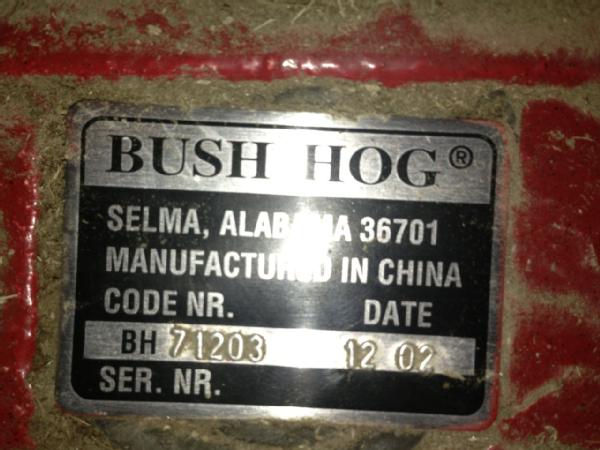 BUSH HOG®
SELMA, ALABAMA 36701
MANUFACTURED IN CHINA
CODE NR. DATE
BH 71203 12 02
SER. NR.